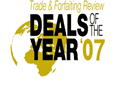 Trade & Forfaiting Review
DEALS OF THE
YEAR '07